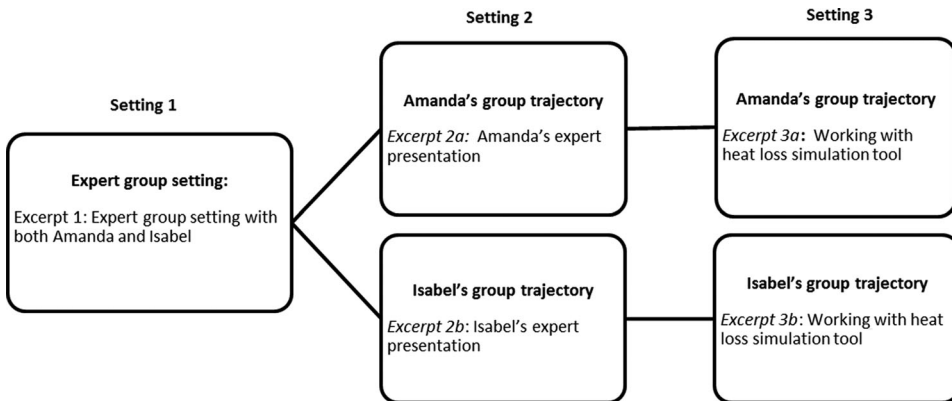 Setting 1
Expert group setting:
Excerpt 1: Expert group setting with
both Amanda and Isabel
Setting 2
Amanda's group trajectory
Excerpt 2a: Amanda's expert
presentation
Isabel's group trajectory
Excerpt 2b: Isabel's expert
presentation
Setting 3
Amanda's group trajectory
Excerpt 3a: Working with
heat loss simulation tool
Isabel's group trajectory
Excerpt 3b: Working with heat
loss simulation tool